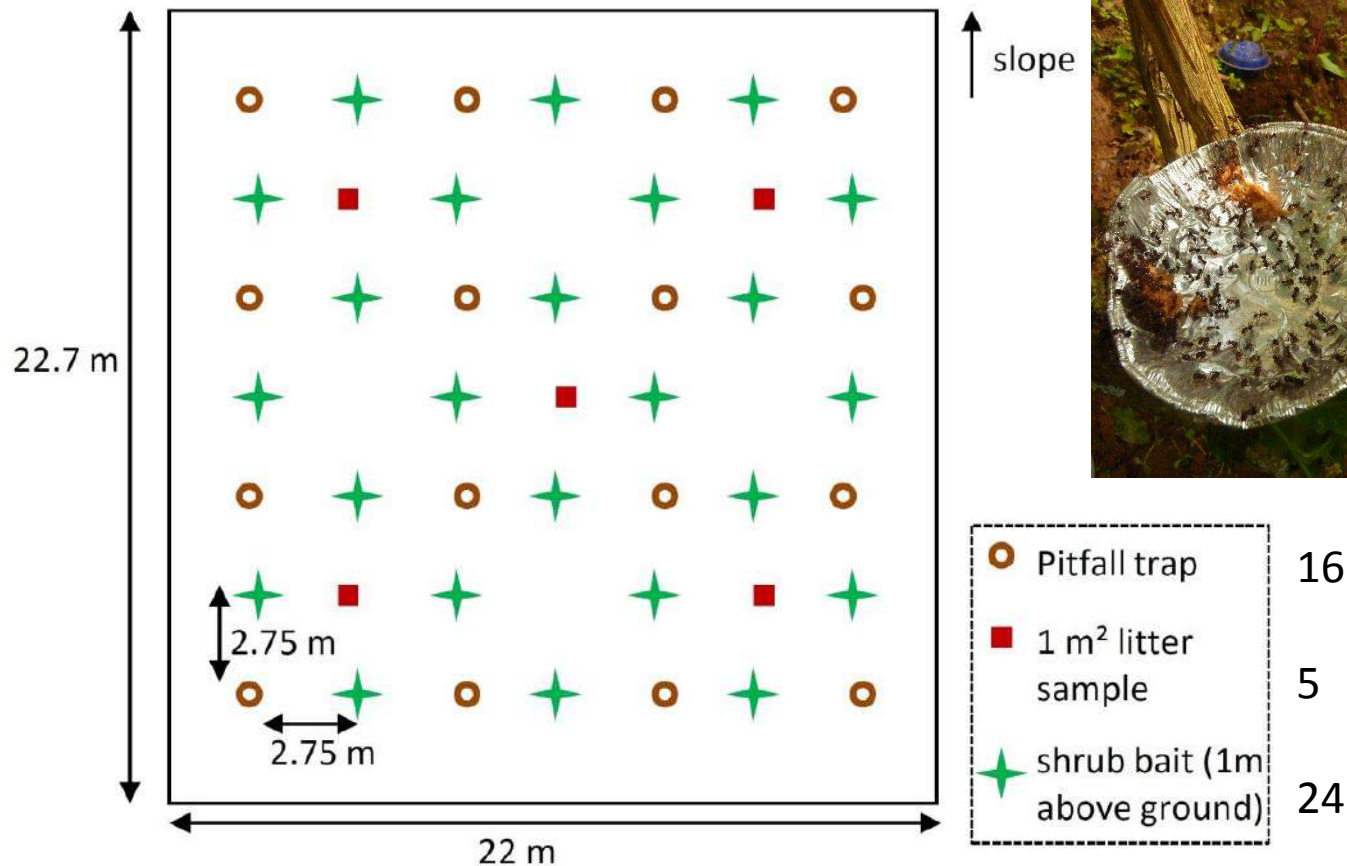 slope
22.7 m
2.75 m
2.75 m
22 m
Pitfall trap 16
1 m² litter
sample 5
shrub bait (1m
above ground) 24